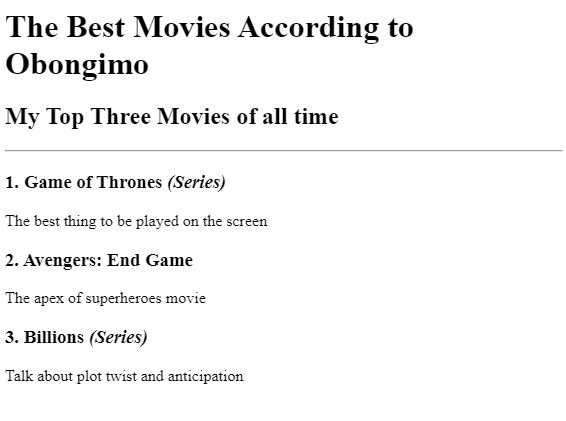 The Best Movies According to
Obongimo
My Top Three Movies of all time
1. Game of Thrones (Series)
The best thing to be played on the screen
2. Avengers: End Game
The apex of superheroes movie
3. Billions (Series)
Talk about plot twist and anticipation